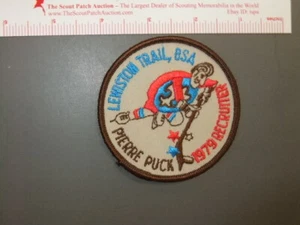 The Scout Patch Auction - The Largest Dealer of Scouting Memorabilia in the World
www.TheScoutPatchAuction.com
LEWISTON TRAIL, BSA
PIERRE PUCK
1979 RECRUITER